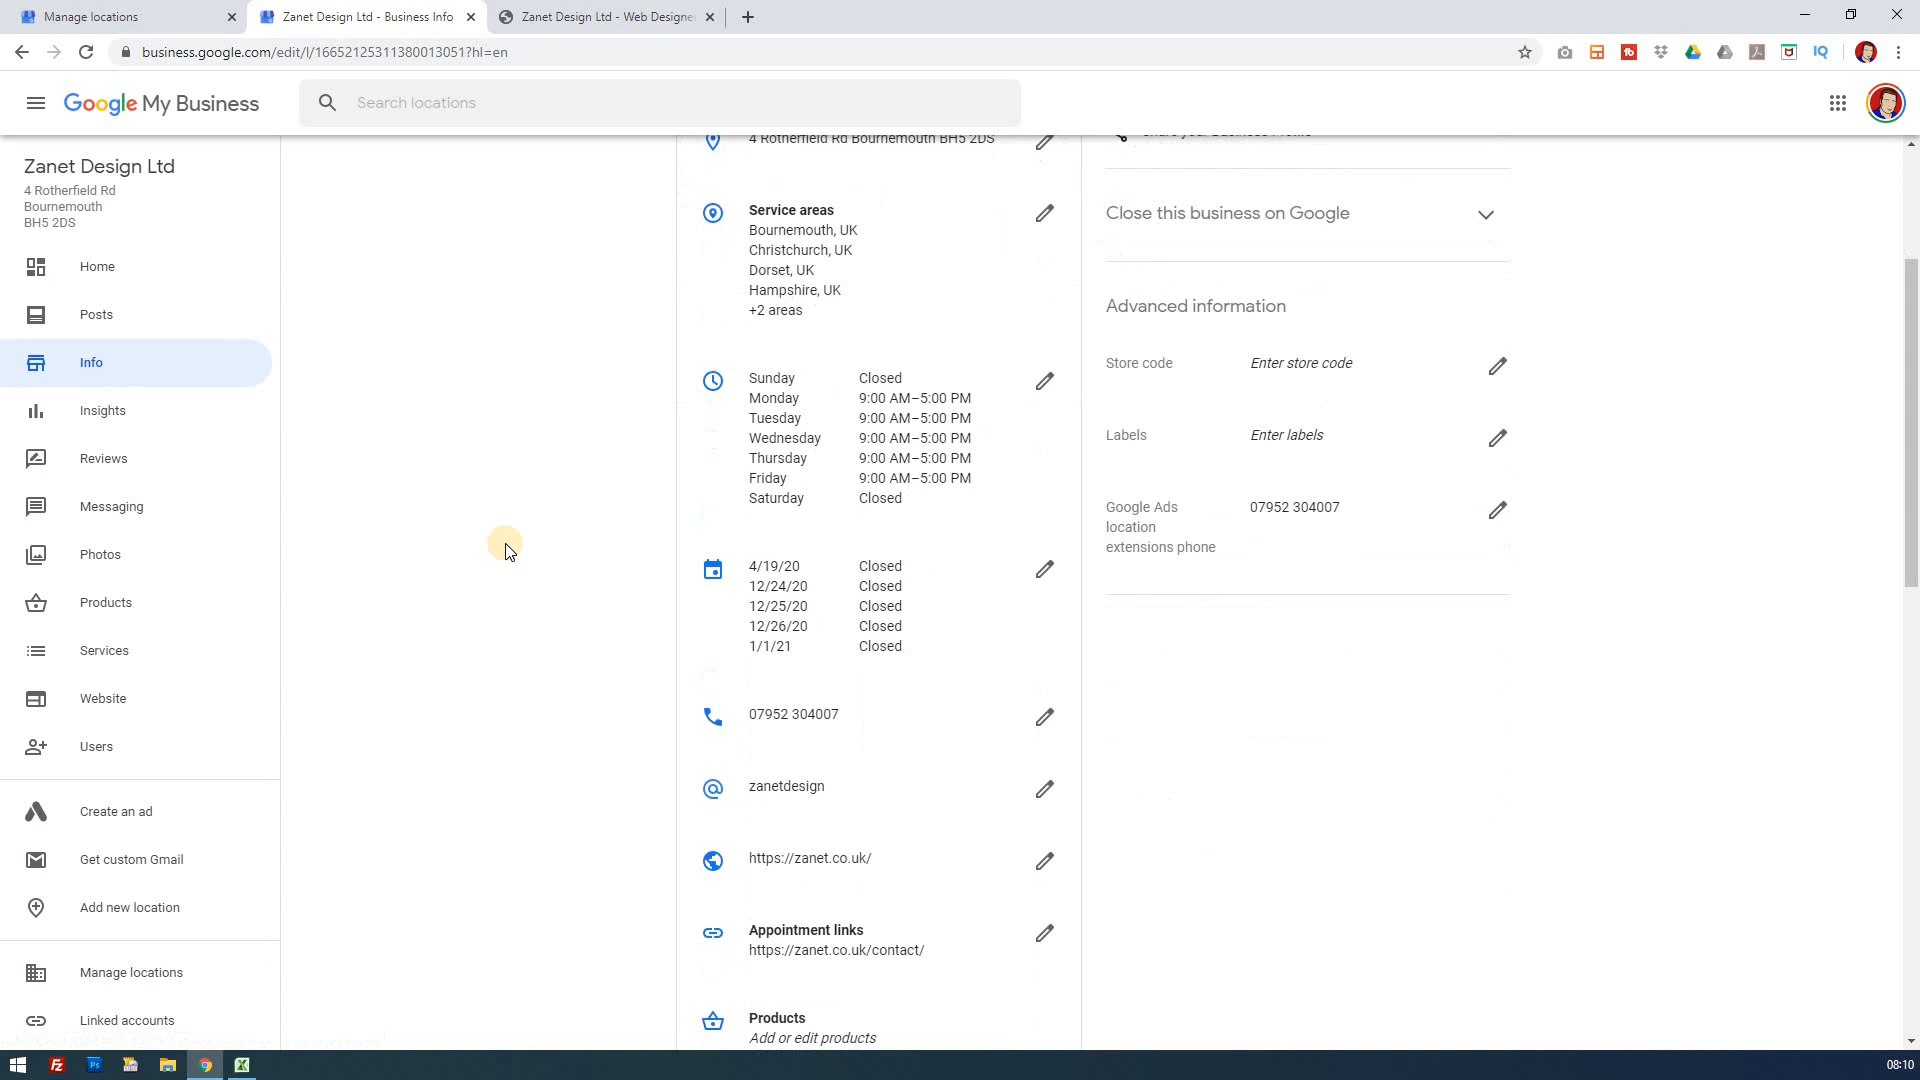 Manage locations
Zanet Design Ltd - Business Info
Zanet Design Ltd - Web Designe
business.google.com/edit/l/16652125311380013051?hl=en
Google My Business
Search locations
Zanet Design Ltd
4 Rotherfield Rd
Bournemouth
BH5 2DS
Home
Posts
Info
Insights
Reviews
Messaging
Photos
Products
Services
Website
Users
Create an ad
Get custom Gmail
Add new location
Manage locations
Linked accounts
4 Rotherfield Rd Bournemouth BH5 2DS
Service areas
Bournemouth, UK
Christchurch, UK
Dorset, UK
Hampshire, UK
+2 areas
Sunday Closed
Monday 9:00 AM–5:00 PM
Tuesday 9:00 AM–5:00 PM
Wednesday 9:00 AM–5:00 PM
Thursday 9:00 AM–5:00 PM
Friday 9:00 AM–5:00 PM
Saturday Closed
4/19/20 Closed
12/24/20 Closed
12/25/20 Closed
12/26/20 Closed
1/1/21 Closed
07952 304007
zanetdesign
https://zanet.co.uk/
Appointment links
https://zanet.co.uk/contact/
Products
Add or edit products
Share your Business Profile
Close this business on Google
Advanced information
Store code Enter store code
Labels Enter labels
Google Ads 07952 304007
location
extensions phone
08:10